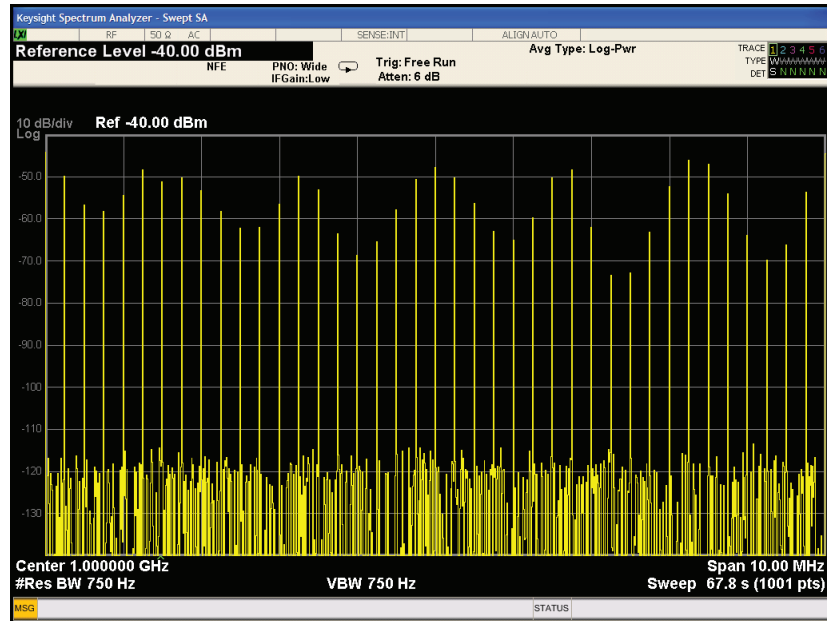 Keysight Spectrum Analyzer - Swept SA
LXI RF 50 Ω AC SENSE:INT ALIGN AUTO
Reference Level -40.00 dBm
NFE
PNO: Wide
IFGain:Low
Trig: Free Run
Atten: 6 dB
Avg Type: Log-Pwr
TRACE 1 2 3 4 5 6
TYPE W
DET S N N N N N
10 dB/div Ref -40.00 dBm
Log
-50.0
-60.0
-70.0
-80.0
-90.0
-100
-110
-120
-130
Center 1.000000 GHz Span 10.00 MHz
#Res BW 750 Hz VBW 750 Hz Sweep 67.8 s (1001 pts)
MSG STATUS